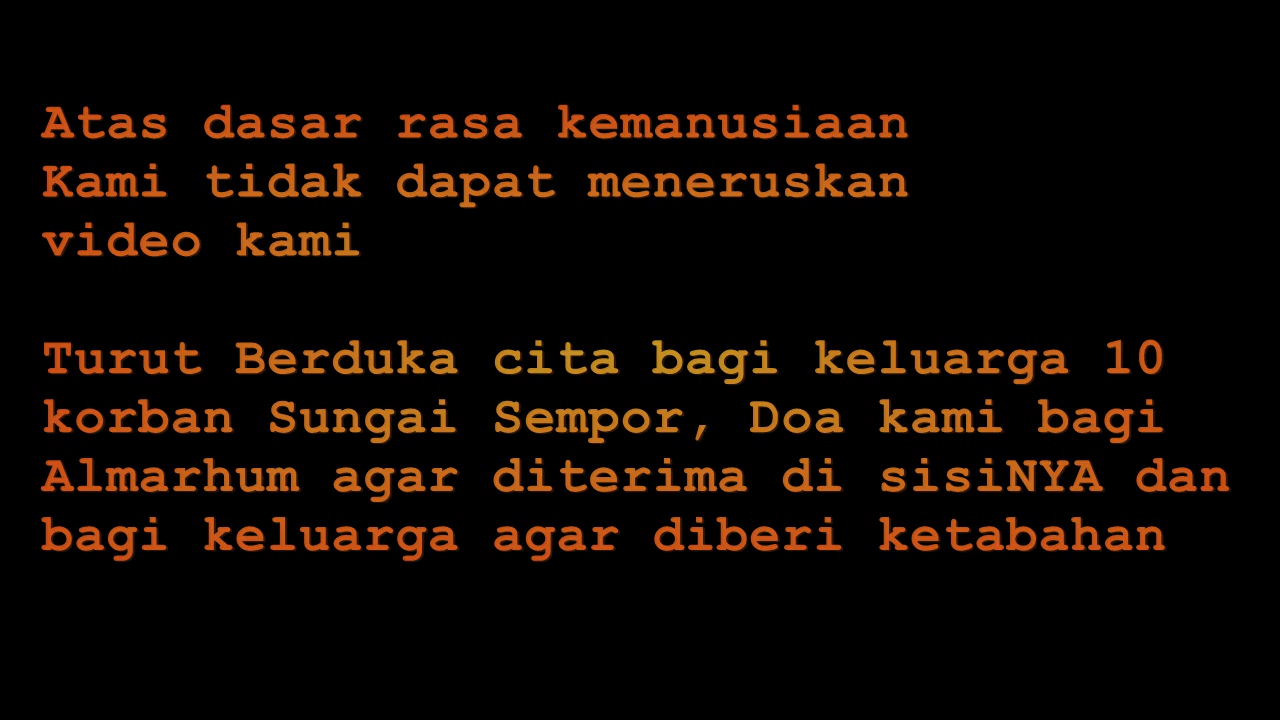 Atas dasar rasa kemanusiaan
Kami tidak dapat meneruskan
video kami
Turut Berduka cita bagi keluarga 10
korban Sungai Sempor, Doa kami bagi
Almarhum agar diterima di sisiNYA dan
bagi keluarga agar diberi ketabahan